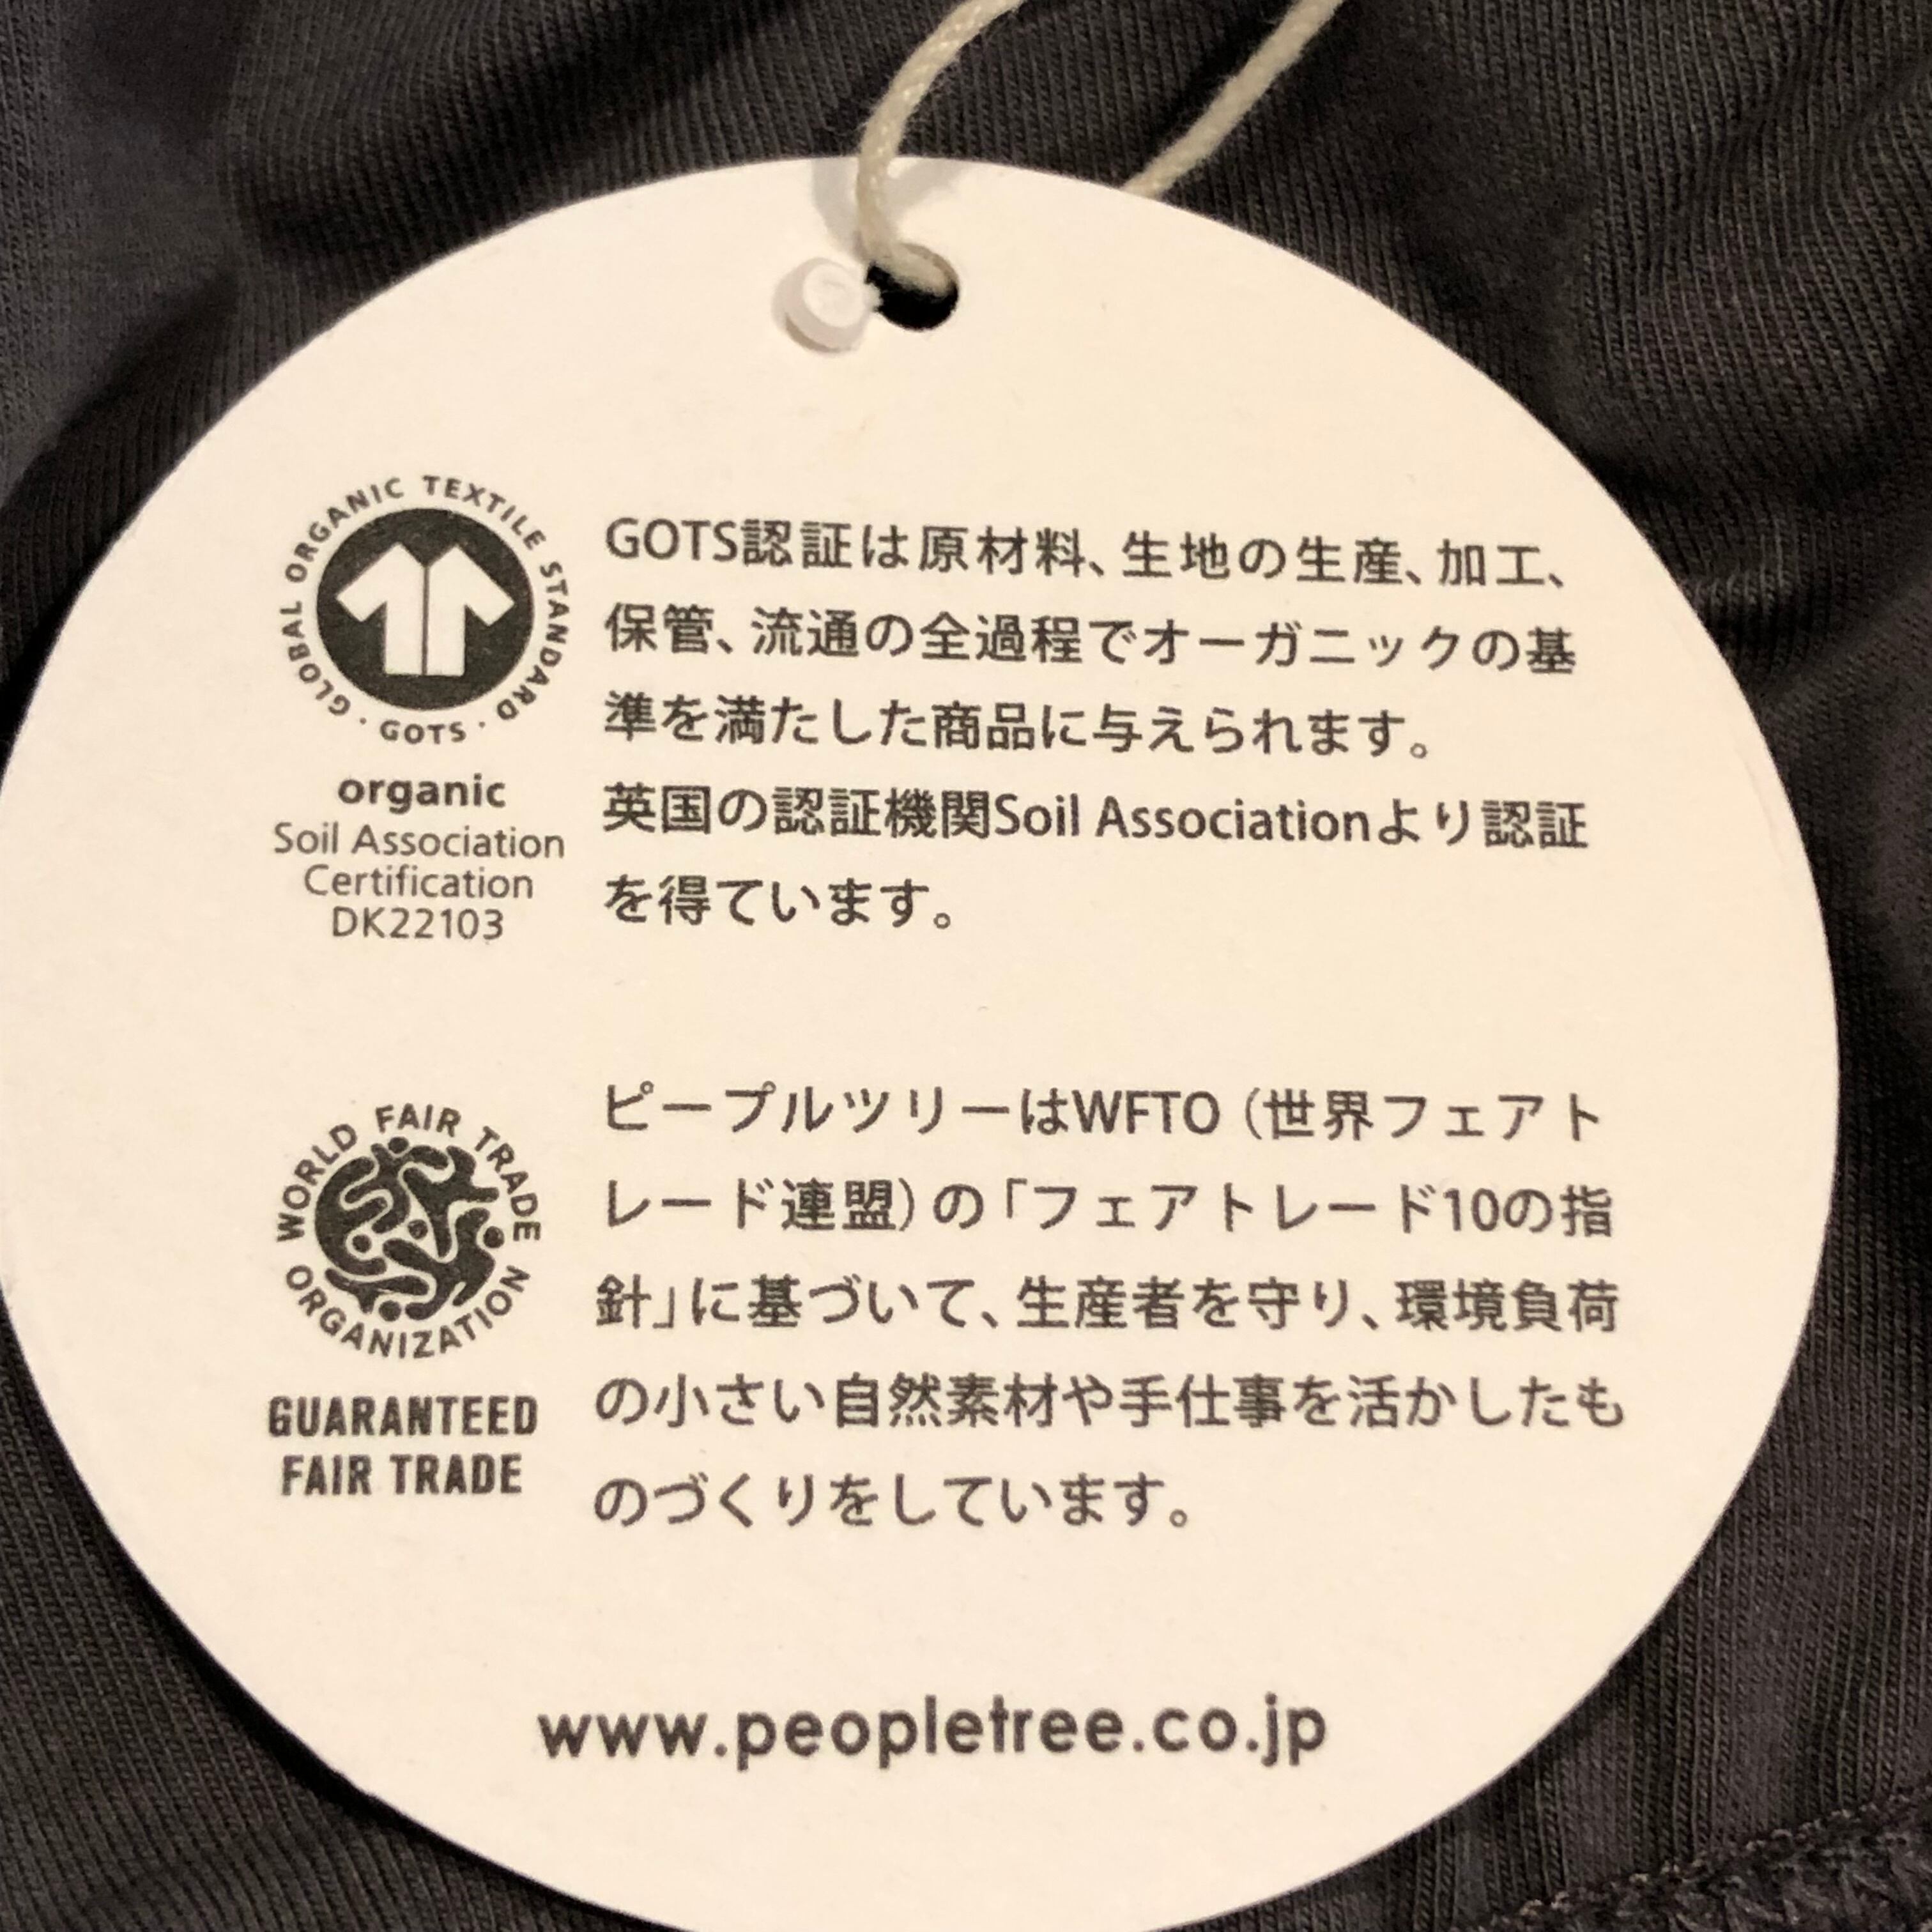 GLOBAL ORGANIC TEXTILE STANDARD · GOTS ·
organic
Soil Association
Certification
DK22103
GOTS認証は原材料、生地の生産、加工、
保管、流通の全過程でオーガニックの基
準を満たした商品に与えられます。
英国の認証機関Soil Associationより認証
を得ています。
WORLD FAIR TRADE ORGANIZATION
GUARANTEED
FAIR TRADE
ピープルツリーはWFTO（世界フェアト
レード連盟）の「フェアトレード10の指
針」に基づいて、生産者を守り、環境負荷
の小さい自然素材や手仕事を活かしたも
のづくりをしています。
www.peopletree.co.jp